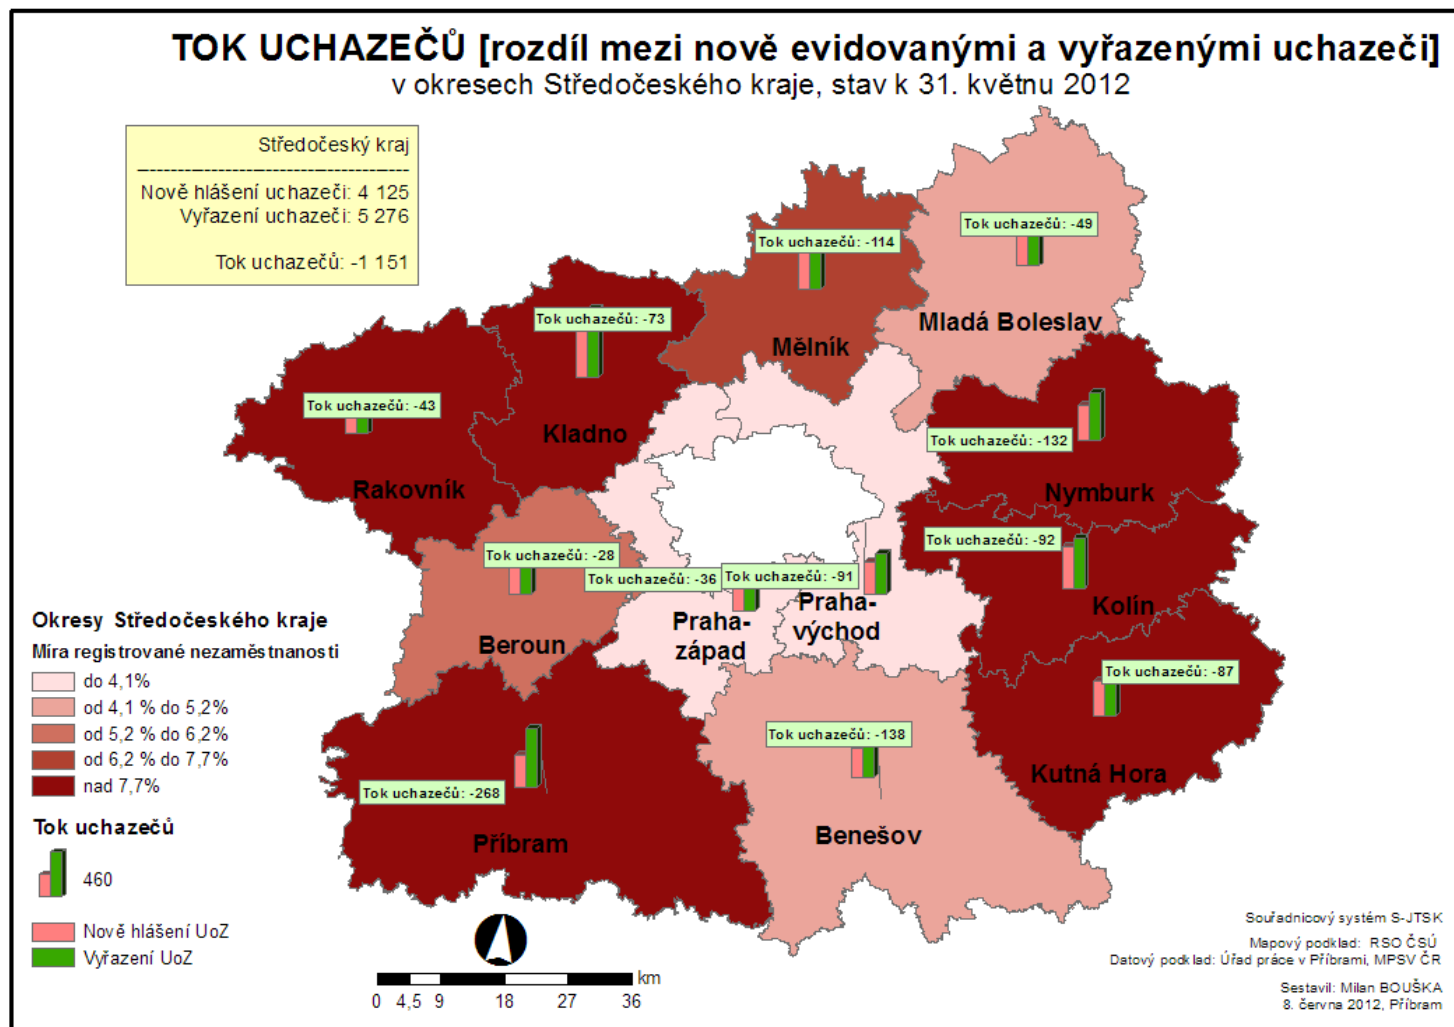 TOK UCHAZEČŮ [rozdíl mezi nově evidovanými a vyřazenými uchazeči]
v okresech Středočeského kraje, stav k 31. květnu 2012
Středočeský kraj
----------------------------------------
Nově hlášení uchazeči: 4 125
Vyřazení uchazeči: 5 276
Tok uchazečů: -1 151
Tok uchazečů: -49
Mladá Boleslav
Tok uchazečů: -114
Mělník
Tok uchazečů: -73
Kladno
Tok uchazečů: -43
Rakovník
Tok uchazečů: -132
Nymburk
Tok uchazečů: -92
Kolín
Tok uchazečů: -28
Beroun
Tok uchazečů: -36
Praha-
západ
Tok uchazečů: -91
Praha-
východ
Tok uchazečů: -87
Kutná Hora
Tok uchazečů: -138
Benešov
Tok uchazečů: -268
Příbram
Okresy Středočeského kraje
Míra registrované nezaměstnanosti
do 4,1%
od 4,1 % do 5,2%
od 5,2 % do 6,2%
od 6,2 % do 7,7%
nad 7,7%
Tok uchazečů
460
Nově hlášení UoZ
Vyřazení UoZ
km
0 4,5 9 18 27 36
Souřadnicový systém S-JTSK
Mapový podklad: RSO ČSÚ
Datový podklad: Úřad práce v Příbrami, MPSV ČR
Sestavil: Milan BOUŠKA
8. června 2012, Příbram